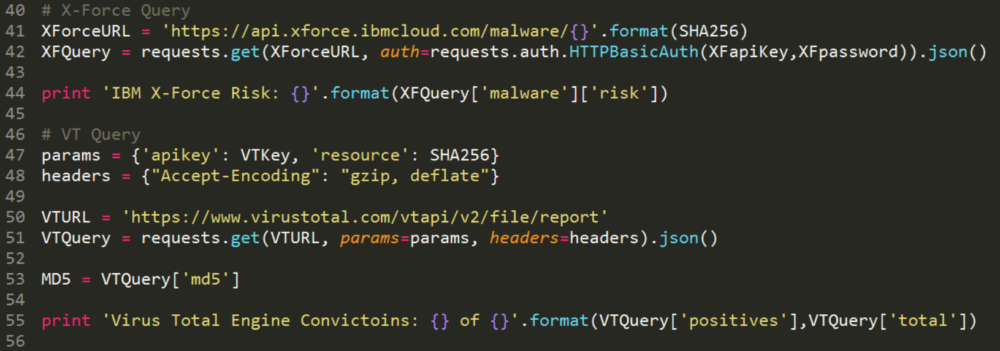 40 # X-Force Query
41 XForceURL = 'https://api.xforce.ibmcloud.com/malware/{}'.format(SHA256)
42 XFQuery = requests.get(XForceURL, auth=requests.auth.HTTPBasicAuth(XFapiKey,XFpassword)).json()
43
44 print 'IBM X-Force Risk: {}'.format(XFQuery['malware']['risk'])
45
46 # VT Query
47 params = {'apikey': VTKey, 'resource': SHA256}
48 headers = {"Accept-Encoding": "gzip, deflate"}
49
50 VTURL = 'https://www.virustotal.com/vtapi/v2/file/report'
51 VTQuery = requests.get(VTURL, params=params, headers=headers).json()
52
53 MD5 = VTQuery['md5']
54
55 print 'Virus Total Engine Convictoins: {} of {}'.format(VTQuery['positives'],VTQuery['total'])
56